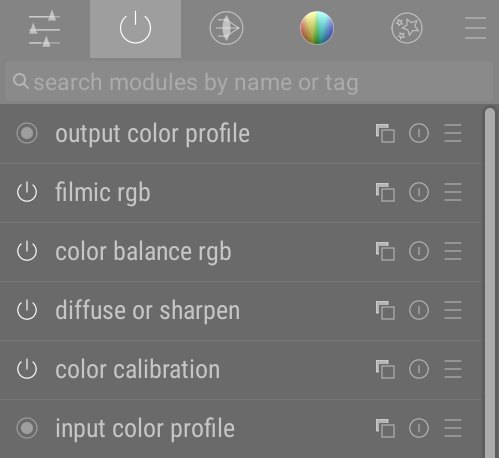 search modules by name or tag
output color profile
filmic rgb
color balance rgb
diffuse or sharpen
color calibration
input color profile